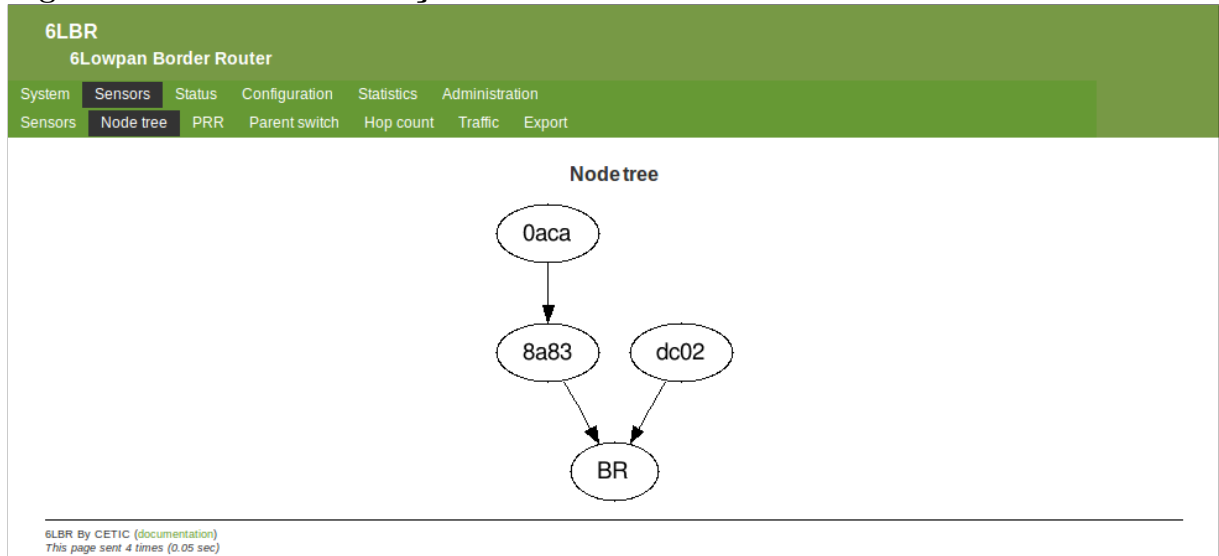 6LBR
6Lowpan Border Router
System Sensors Status Configuration Statistics Administration
Sensors Node tree PRR Parent switch Hop count Traffic Export
Node tree
0aca
8a83 dc02
BR
6LBR By CETIC (documentation)
This page sent 4 times (0.05 sec)